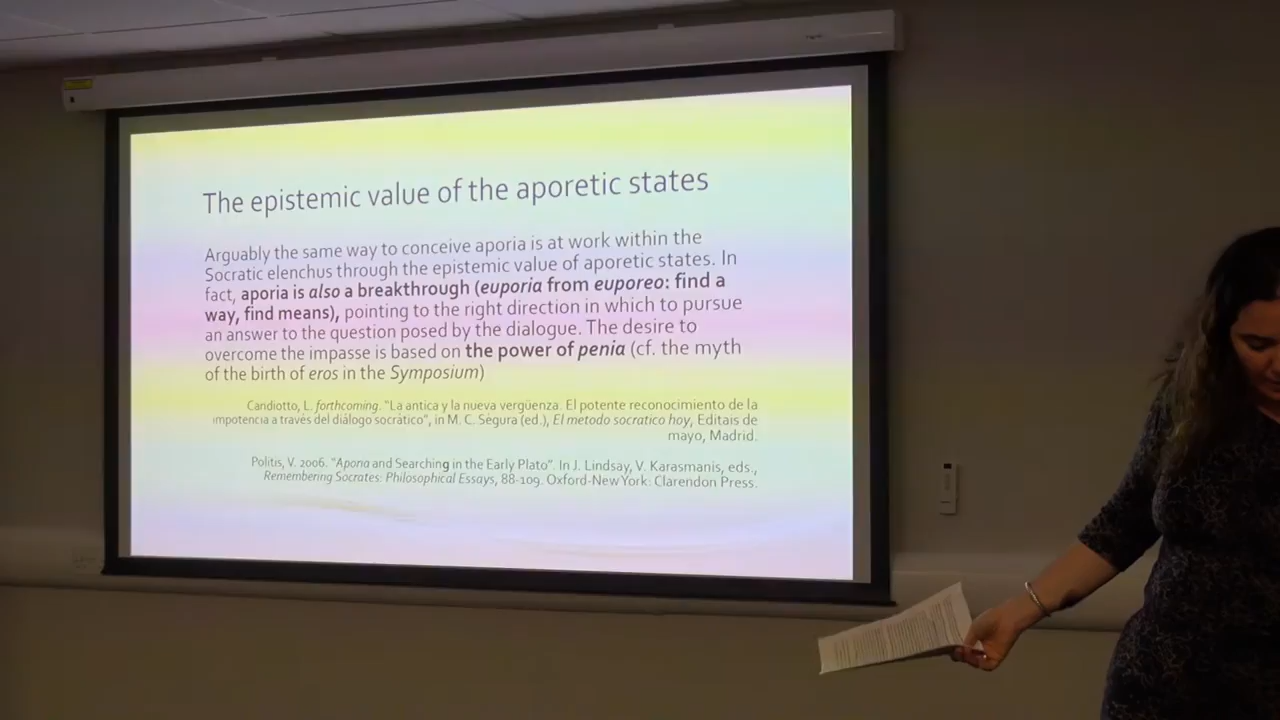 The epistemic value of the aporetic states
Arguably the same way to conceive aporia is at work within the
Socratic elenchus through the epistemic value of aporetic states. In
fact, aporia is also a breakthrough (euporia from euporeo: find a
way, find means), pointing to the right direction in which to pursue
an answer to the question posed by the dialogue. The desire to
overcome the impasse is based on the power of penia (cf. the myth
of the birth of eros in the Symposium)
Candiotto, L. forthcoming. "La antica y la nueva vergüenza. El potente reconocimiento de la
impotencia a través del diálogo socràtico", in M. C. Ségura (ed.), El metodo socratico hoy, Editais de
mayo, Madrid.
Politis, V. 2006. "Aporia and Searching in the Early Plato". In J. Lindsay, V. Karasmanis, eds.,
Remembering Socrates: Philosophical Essays, 88-109. Oxford-New York: Clarendon Press.